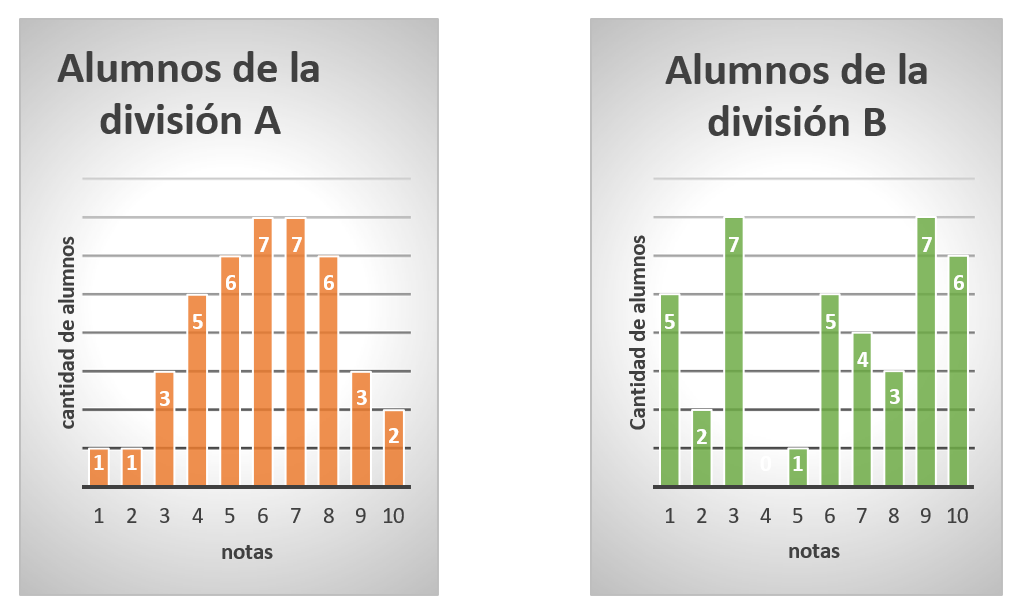 Alumnos de la
división A
cantidad de alumnos
1 1 3 5 6 7 7 6 3 2
1 2 3 4 5 6 7 8 9 10
notas
Alumnos de la
división B
Cantidad de alumnos
5 2 7 0 1 5 4 3 7 6
1 2 3 4 5 6 7 8 9 10
notas